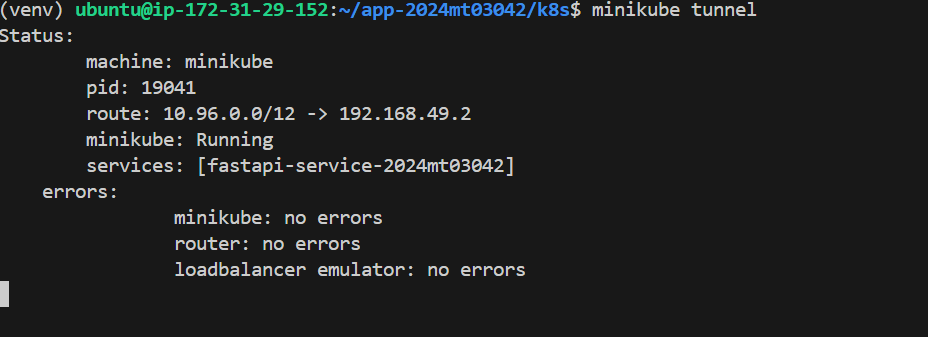 (venv) ubuntu@ip-172-31-29-152:~/app-2024mt03042/k8s$ minikube tunnel
Status:
machine: minikube
pid: 19041
route: 10.96.0.0/12 -> 192.168.49.2
minikube: Running
services: [fastapi-service-2024mt03042]
errors:
minikube: no errors
router: no errors
loadbalancer emulator: no errors